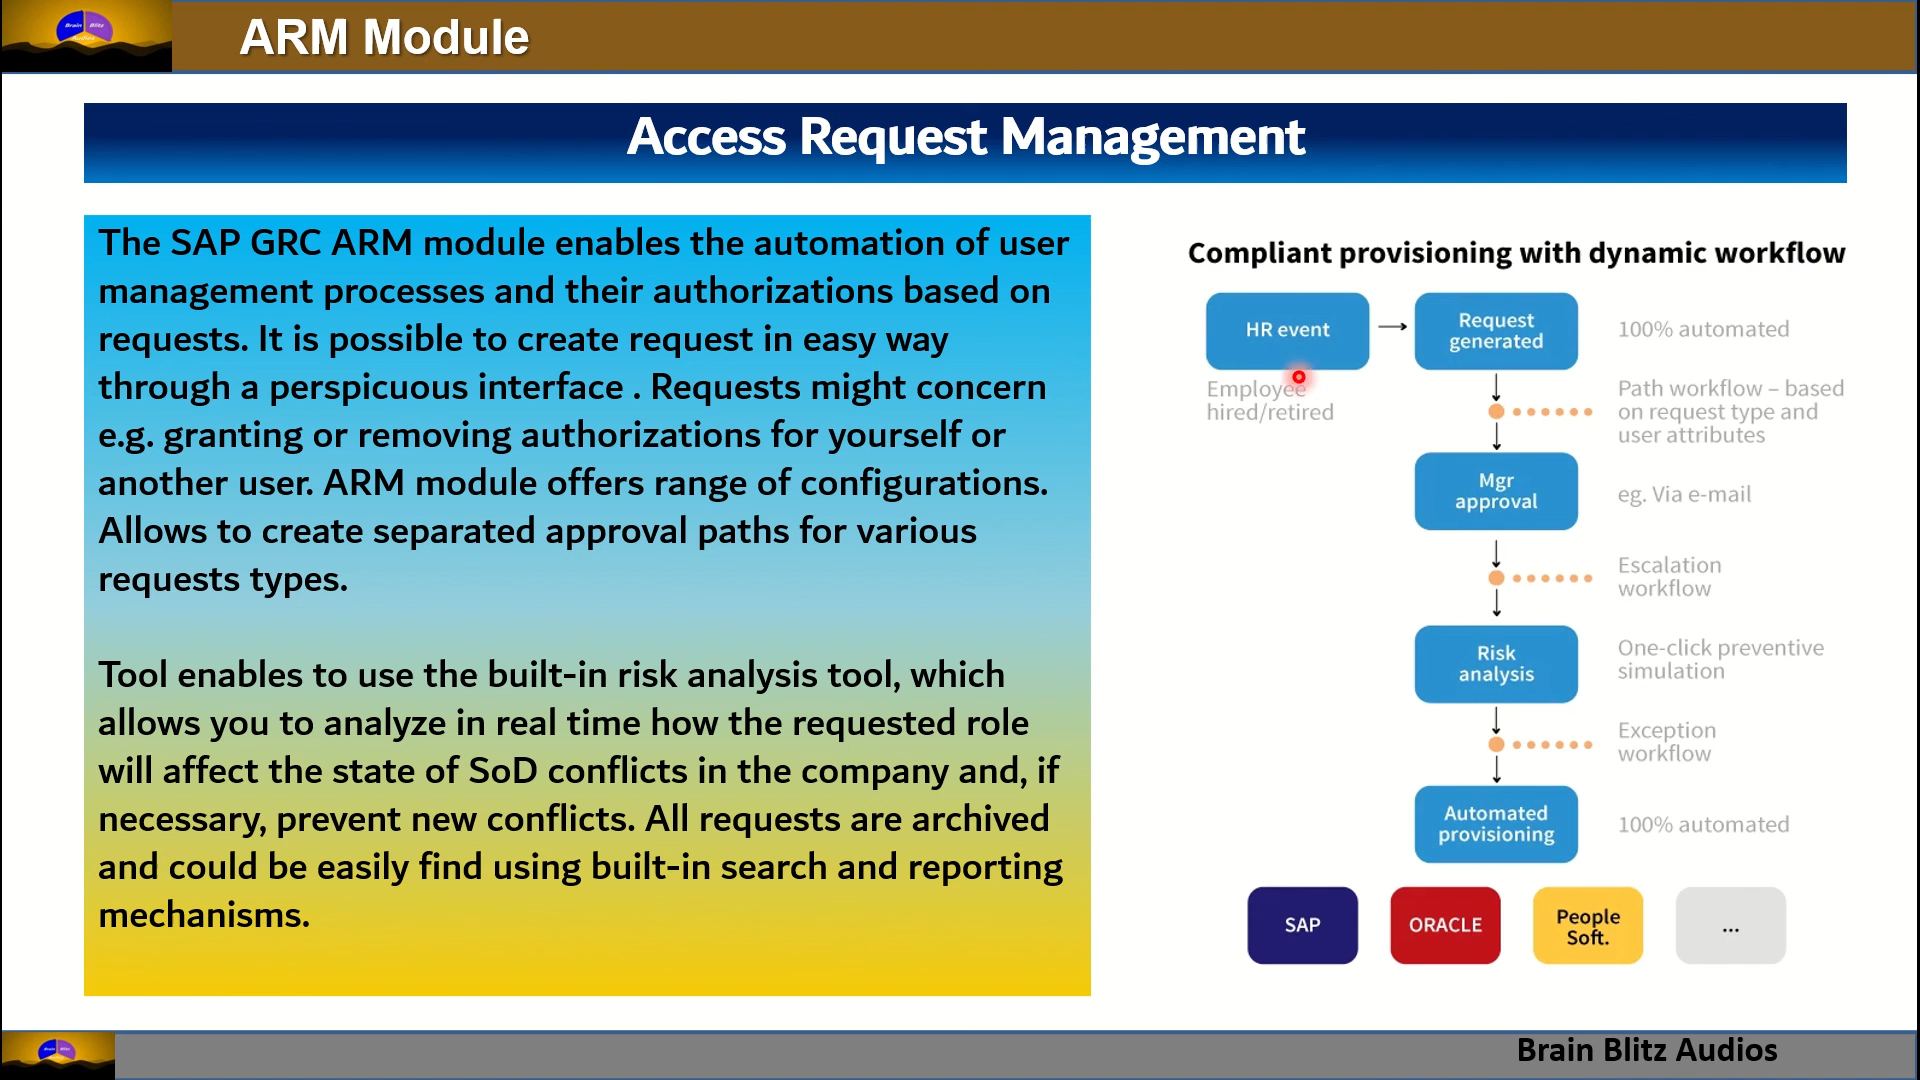 Brain Blitz
ARM Module
Access Request Management
The SAP GRC ARM module enables the automation of user
management processes and their authorizations based on
requests. It is possible to create request in easy way
through a perspicuous interface . Requests might concern
e.g. granting or removing authorizations for yourself or
another user. ARM module offers range of configurations.
Allows to create separated approval paths for various
requests types.
Tool enables to use the built-in risk analysis tool, which
allows you to analyze in real time how the requested role
will affect the state of SoD conflicts in the company and, if
necessary, prevent new conflicts. All requests are archived
and could be easily find using built-in search and reporting
mechanisms.
Compliant provisioning with dynamic workflow
HR event
Employee
hired/retired
Request
generated
100% automated
Path workflow – based
on request type and
user attributes
Mgr
approval
eg. Via e-mail
Escalation
workflow
Risk
analysis
One-click preventive
simulation
Exception
workflow
Automated
provisioning
100% automated
SAP
ORACLE
People
Soft.
...
Brain Blitz Audios